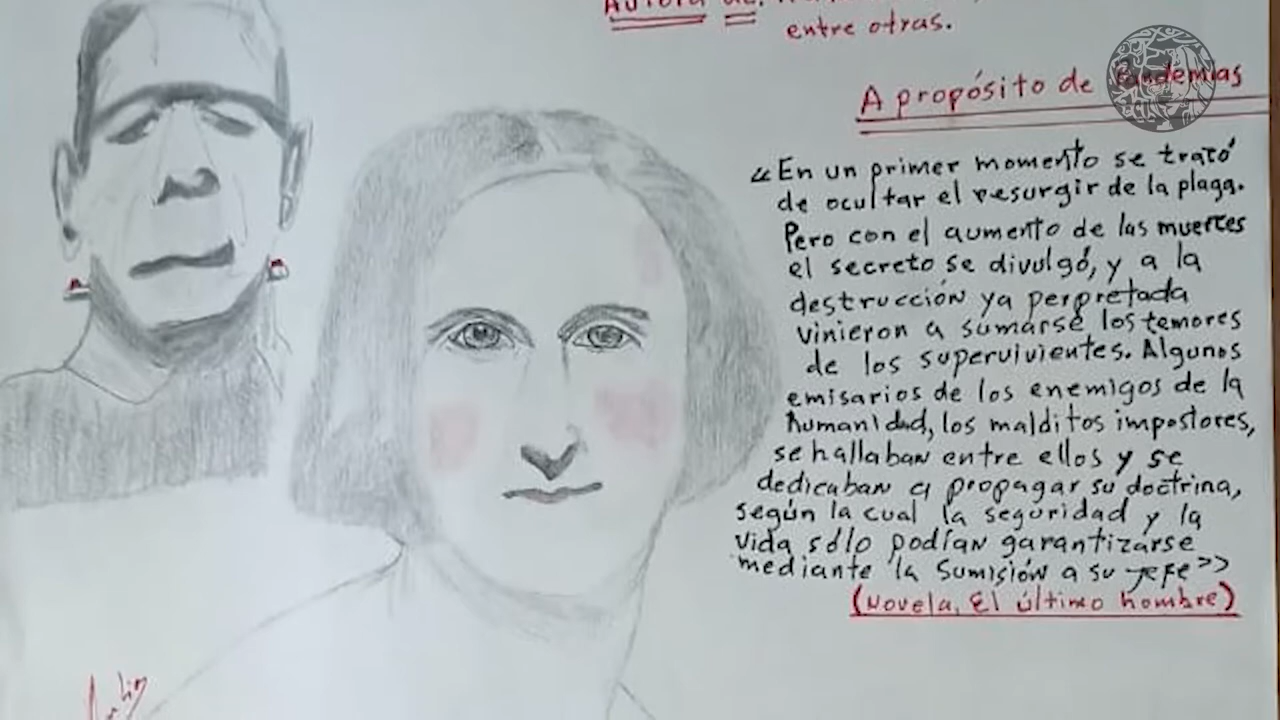 Autora de:
entre otras.
A propósito de Pandemias
«En un primer momento se trató
de ocultar el resurgir de la plaga.
Pero con el aumento de las muertes
el secreto se divulgó, y a la
destrucción ya perpretada
vinieron a sumarse los temores
de los supervivientes. Algunos
emisarios de los enemigos de la
humanidad, los malditos impostores,
se hallaban entre ellos y se
dedicaban a propagar su doctrina,
según la cual la seguridad y la
vida sólo podían garantizarse
mediante la sumisión a su jefe»
(Novela, El último hombre)